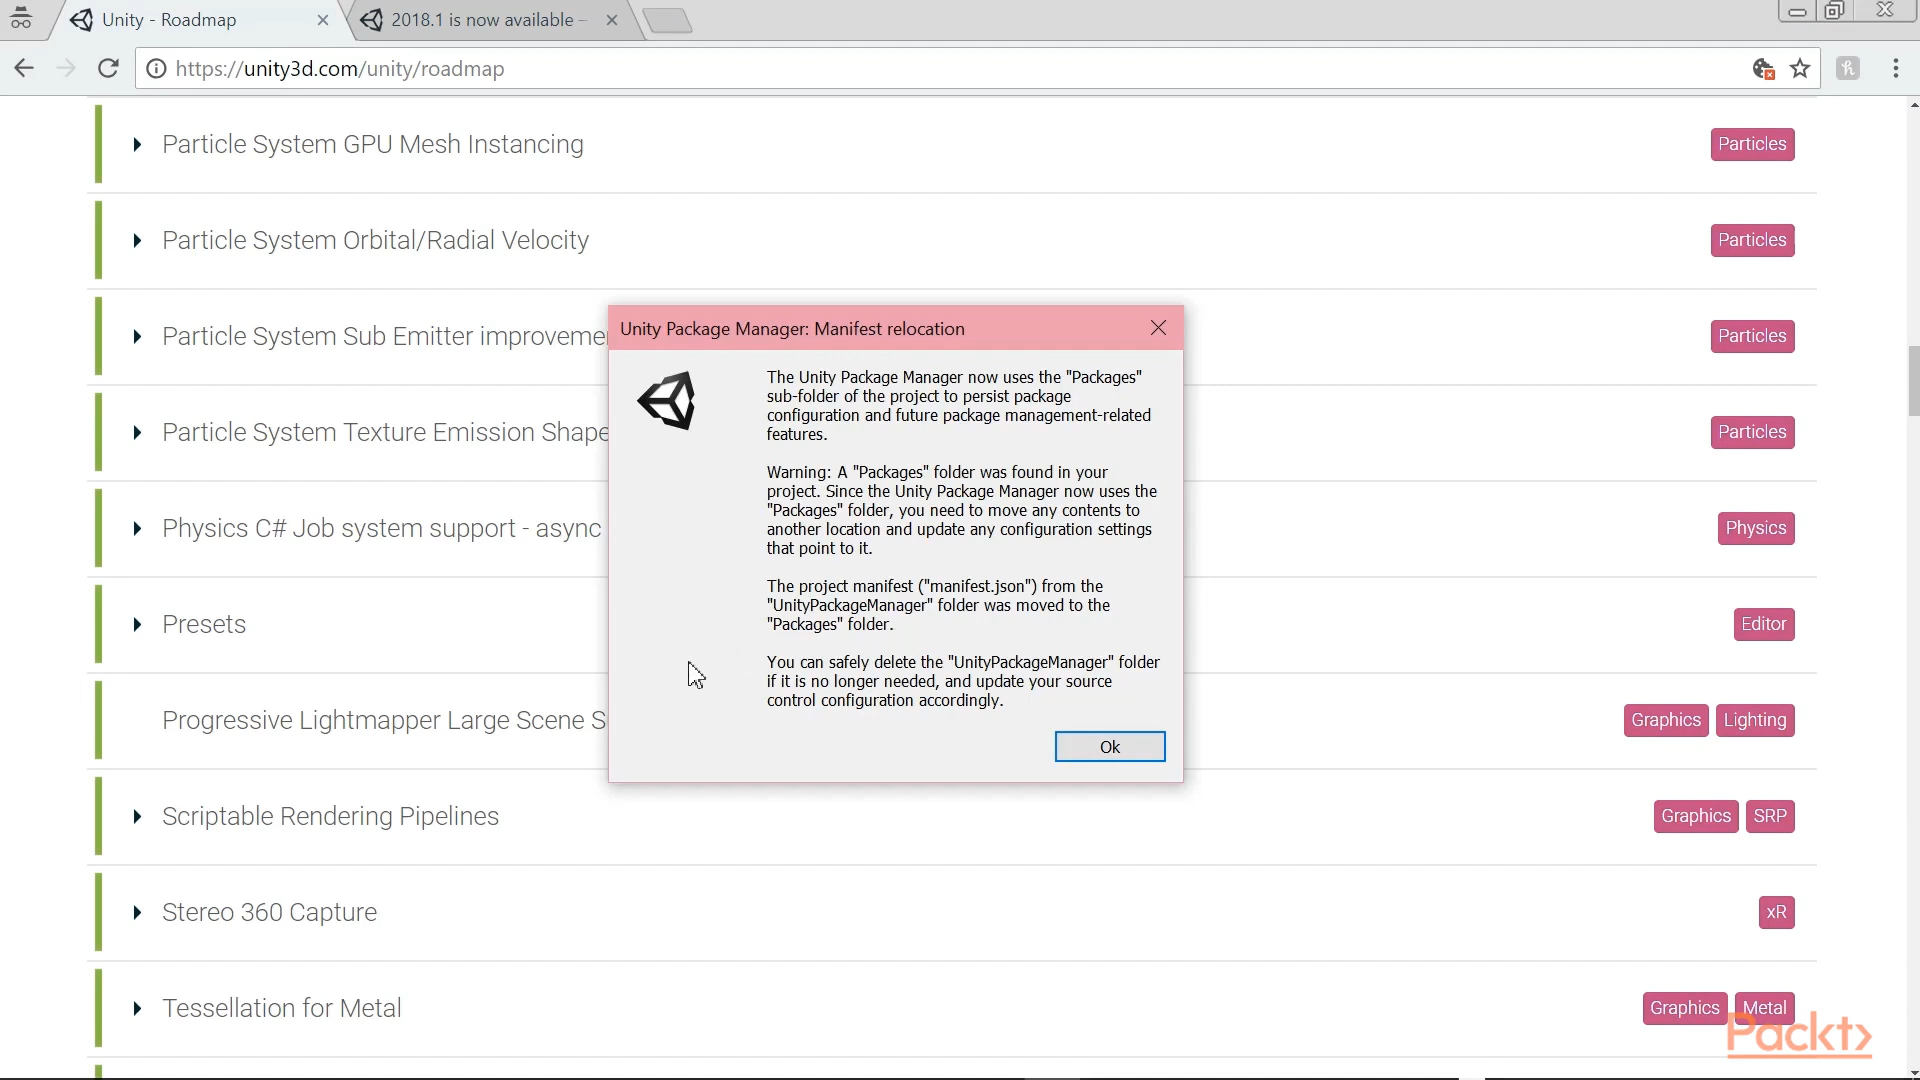 Unity - Roadmap
2018.1 is now available –
https://unity3d.com/unity/roadmap
Particle System GPU Mesh Instancing
Particles
Particle System Orbital/Radial Velocity
Particles
Particle System Sub Emitter improveme
Particles
Particle System Texture Emission Shape
Particles
Physics C# Job system support - async
Physics
Presets
Editor
Progressive Lightmapper Large Scene S
Graphics Lighting
Scriptable Rendering Pipelines
Graphics SRP
Stereo 360 Capture
xR
Tessellation for Metal
Graphics Metal
Unity Package Manager: Manifest relocation
The Unity Package Manager now uses the "Packages"
sub-folder of the project to persist package
configuration and future package management-related
features.
Warning: A "Packages" folder was found in your
project. Since the Unity Package Manager now uses the
"Packages" folder, you need to move any contents to
another location and update any configuration settings
that point to it.
The project manifest ("manifest.json") from the
"UnityPackageManager" folder was moved to the
"Packages" folder.
You can safely delete the "UnityPackageManager" folder
if it is no longer needed, and update your source
control configuration accordingly.
Ok
Packt>